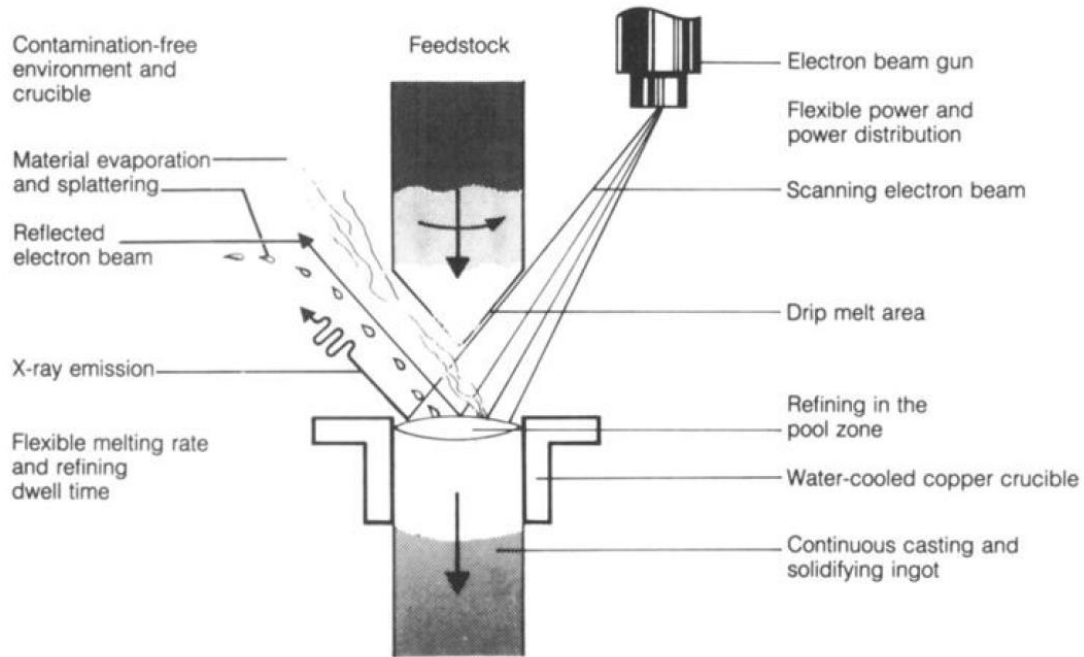 Contamination-free
environment and
crucible
Material evaporation
and splattering
Reflected
electron beam
X-ray emission
Flexible melting rate
and refining
dwell time
Feedstock
Electron beam gun
Flexible power and
power distribution
Scanning electron beam
Drip melt area
Refining in the
pool zone
Water-cooled copper crucible
Continuous casting and
solidifying ingot